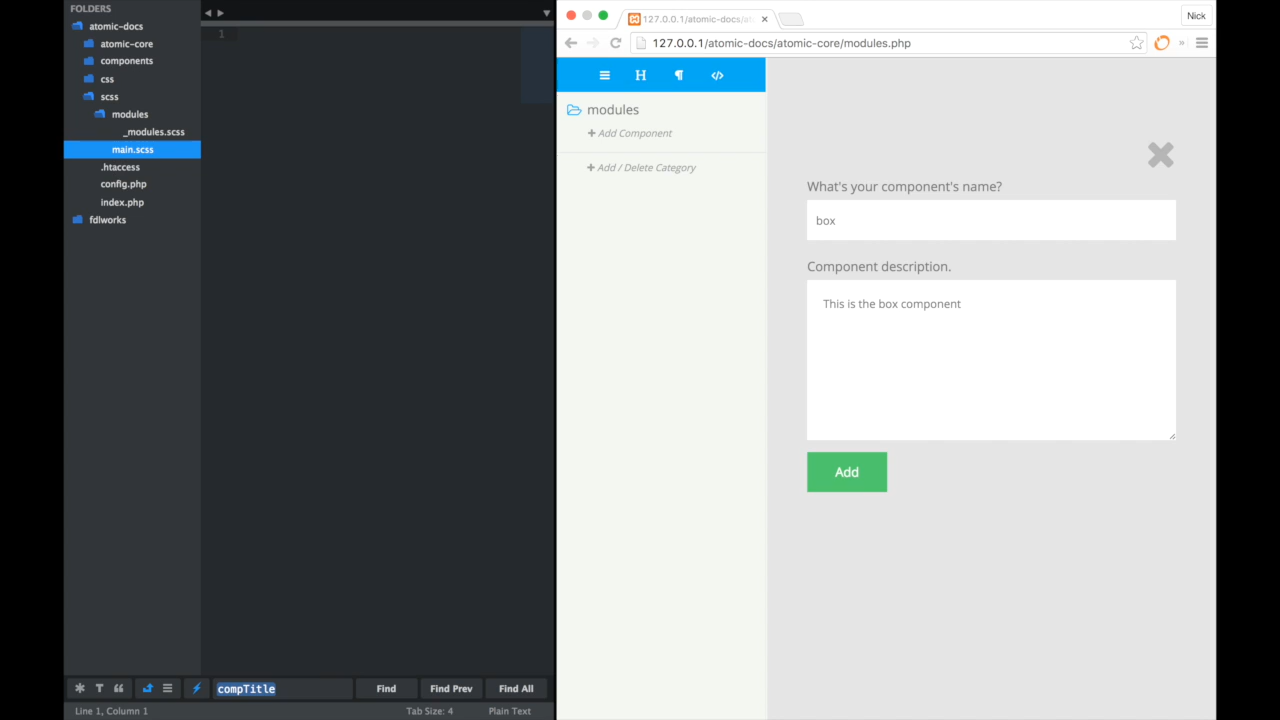 FOLDERS
atomic-docs
atomic-core
components
css
scss
modules
_modules.scss
main.scss
.htaccess
config.php
index.php
fdlworks
1
compTitle
Find
Find Prev
Find All
Line 1, Column 1
Tab Size: 4
Plain Text
127.0.0.1/atomic-docs/at
Nick
127.0.0.1/atomic-docs/atomic-core/modules.php
modules
+ Add Component
+ Add / Delete Category
What's your component's name?
box
Component description.
This is the box component
Add